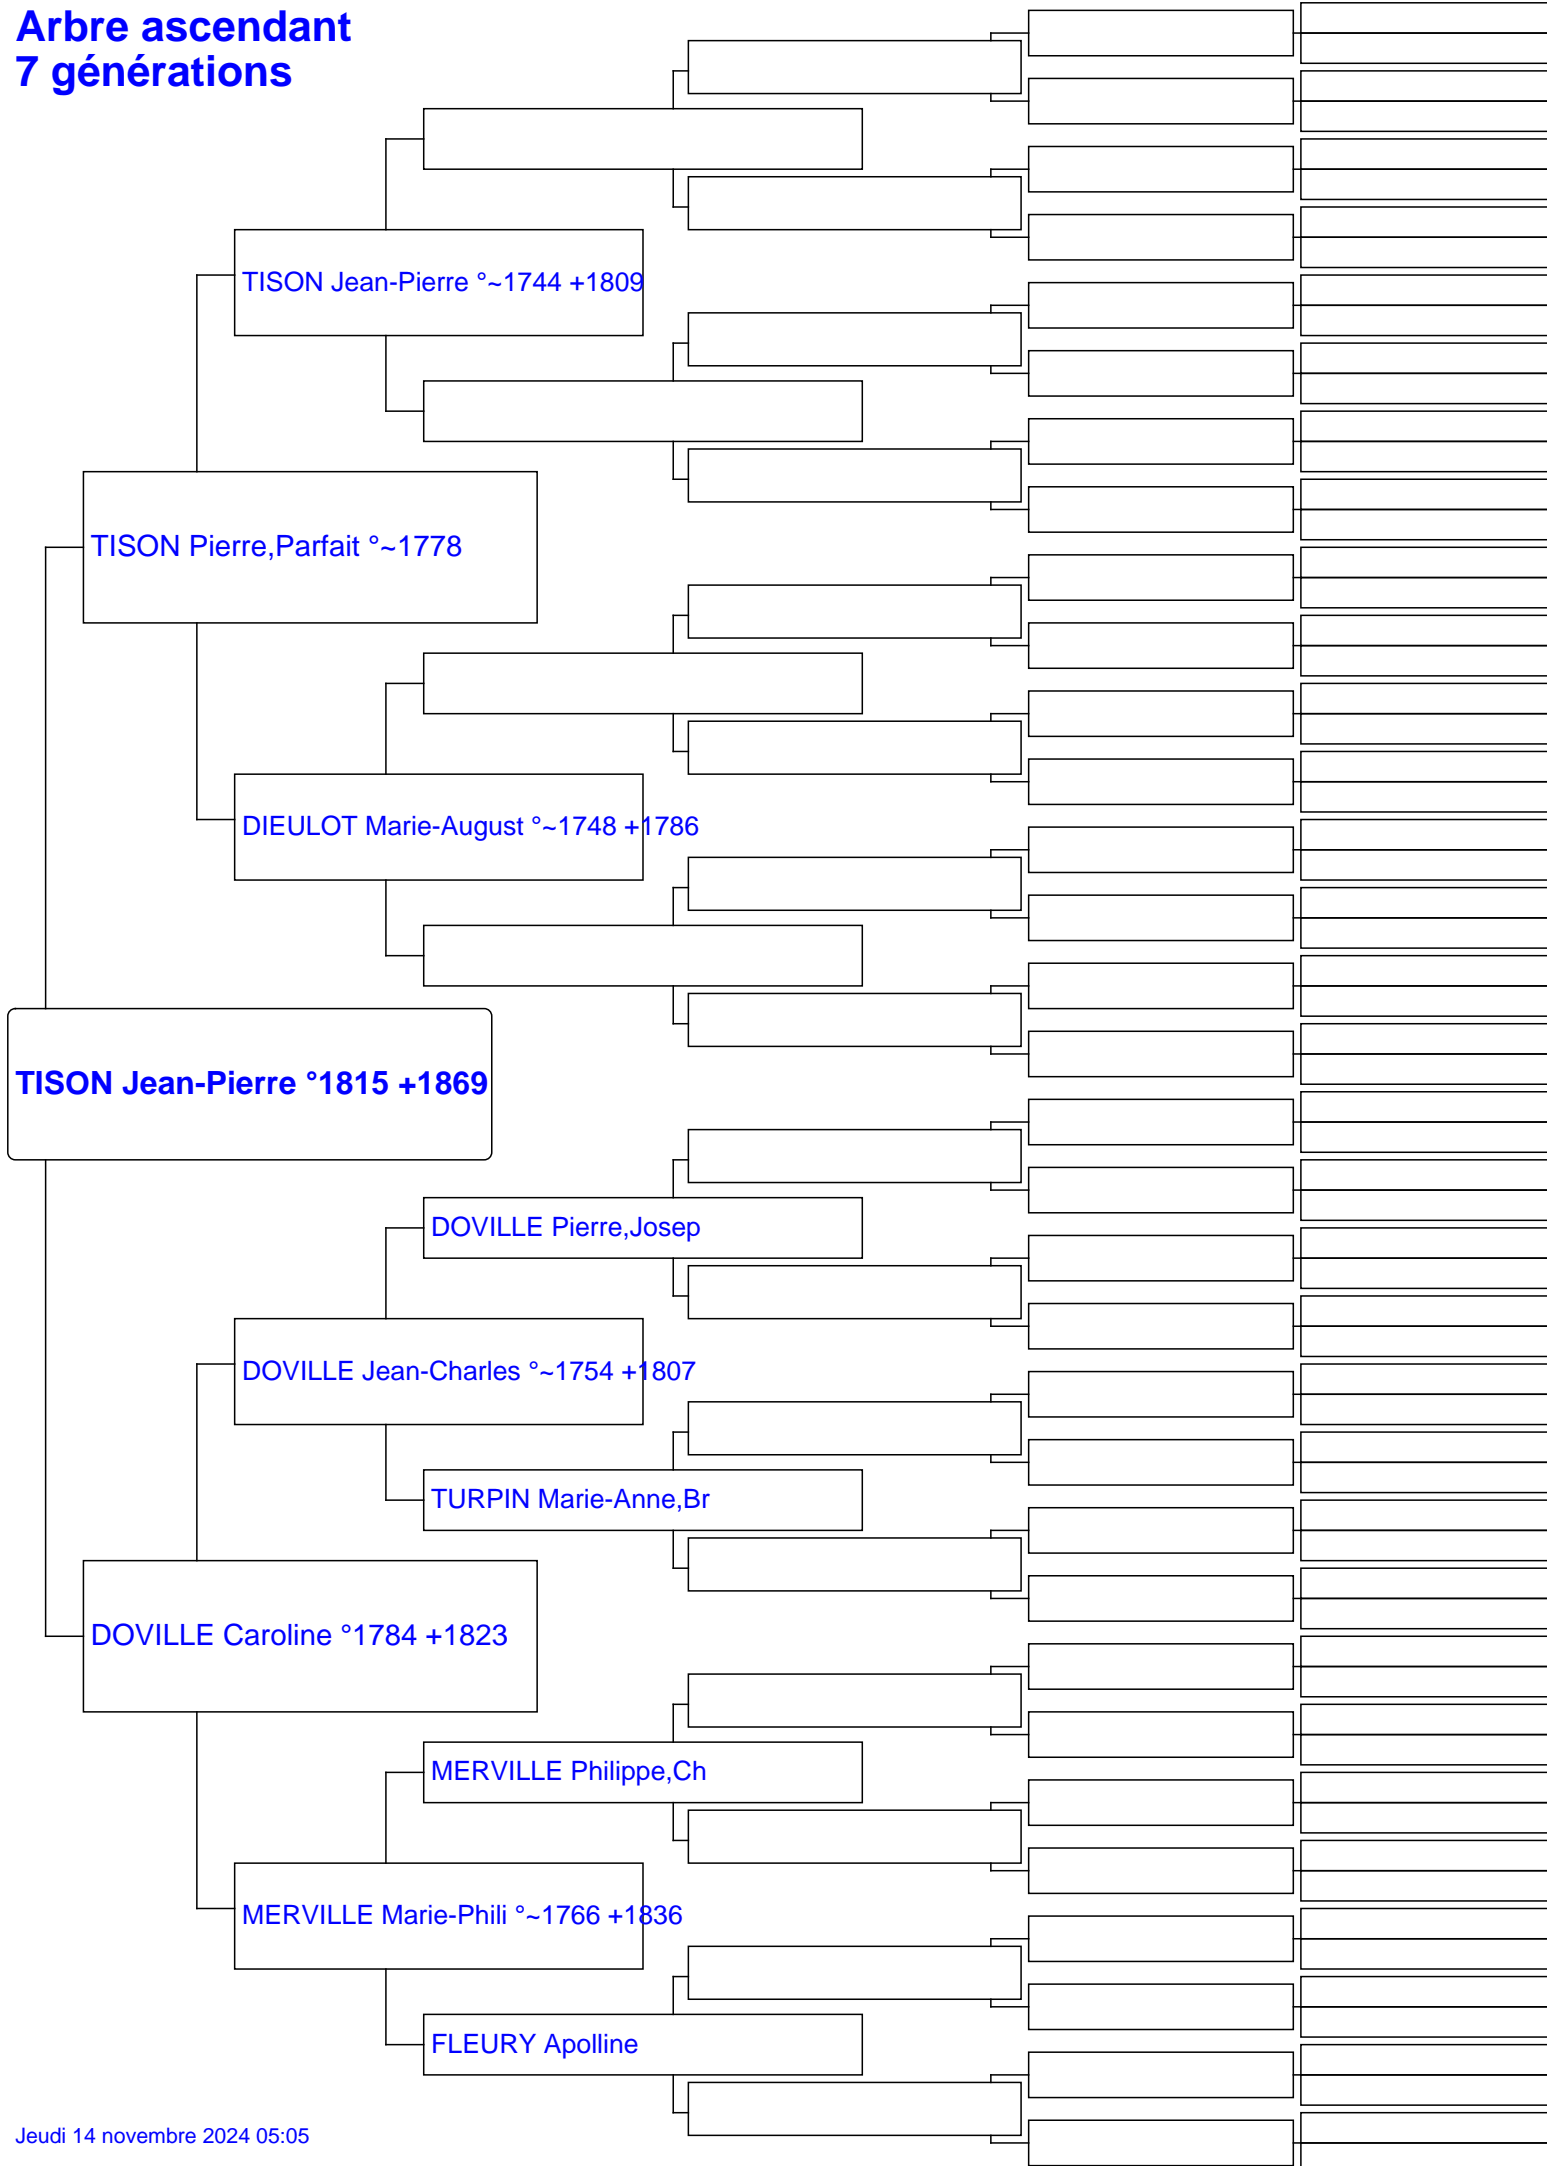 Arbre ascendant
7 générations
TISON Jean-Pierre °~1744 +1809
TISON Pierre,Parfait °~1778
DIEULOT Marie-August °~1748 +1786
TISON Jean-Pierre °1815 +1869
DOVILLE Pierre,Josep
DOVILLE Jean-Charles °~1754 +1807
TURPIN Marie-Anne,Br
DOVILLE Caroline °1784 +1823
MERVILLE Philippe,Ch
MERVILLE Marie-Phili °~1766 +1836
FLEURY Apolline
Jeudi 14 novembre 2024 05:05